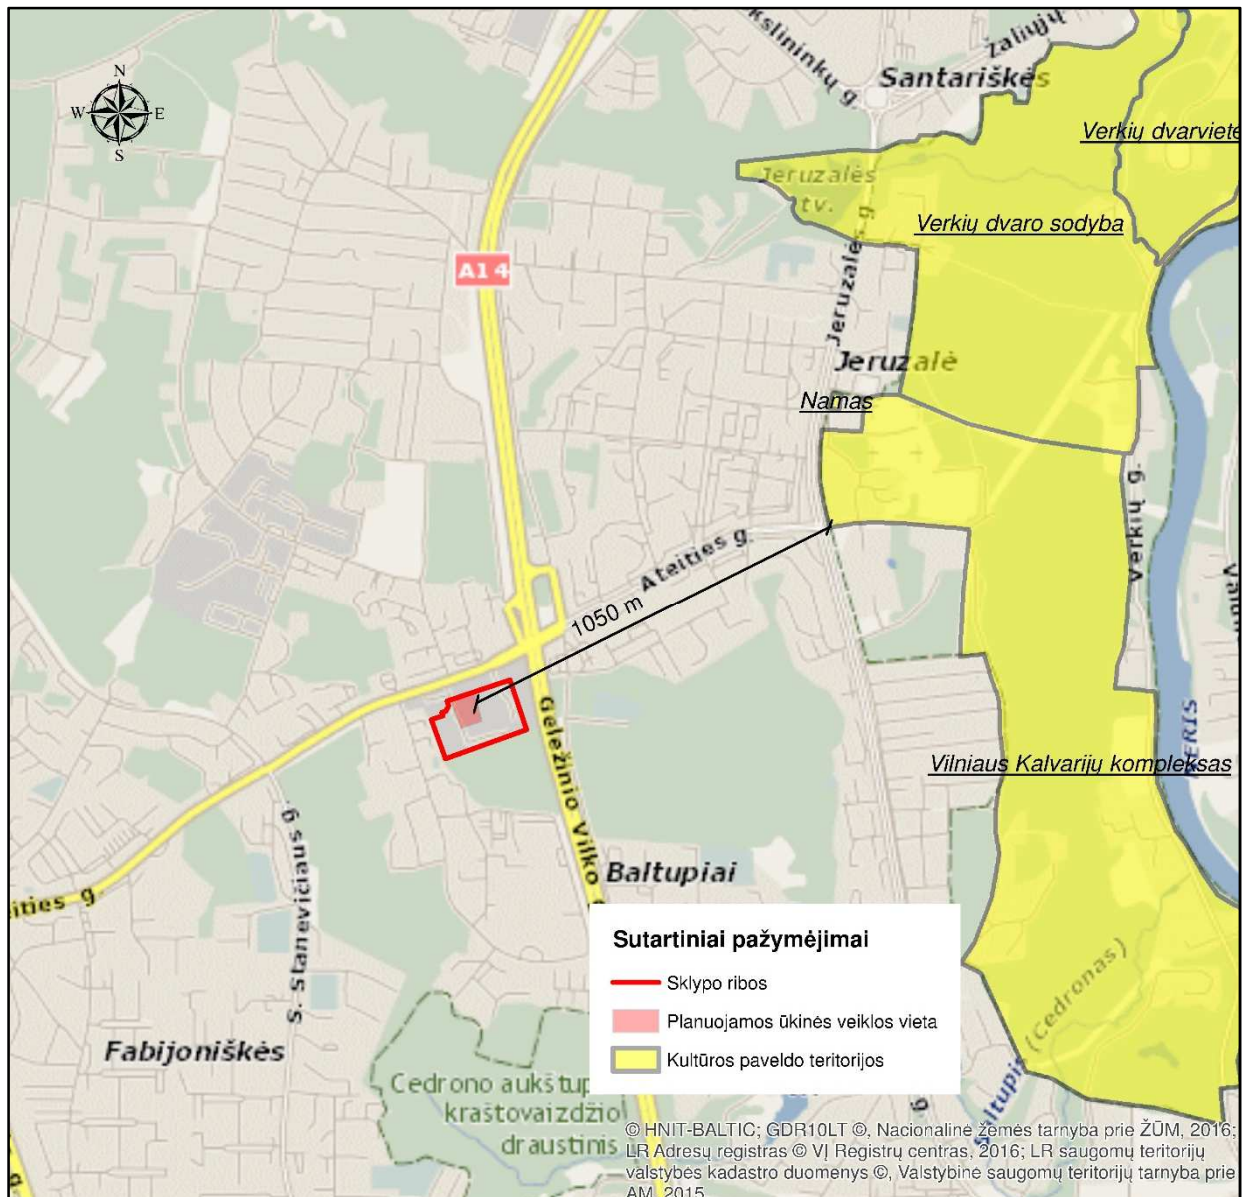 N
W
E
S
Žaliųjų
Santariškės
Verkių dvarvietė
Jeruzalės
tv.
Verkių dvaro sodyba
A14
Jeruzalės g.
Jeruzalė
Namas
Verkių g.
Ateities g.
1050 m
NERIS
Geležinio Vilko
Vilniaus Kalvarijų kompleksas
S. Stanevičiaus g.
Baltupiai
Sutartiniai pažymėjimai
Sklypo ribos
Planuojamos ūkinės veiklos vieta
Kultūros paveldo teritorijos
(Cedronas)
Fabijoniškės
Cedrono aukštup
kraštovaizdžio
draustinis
g.
g.
© HNIT-BALTIC; GDR10LT ©, Nacionalinė žemės tarnyba prie ŽŪM, 2016;
LR Adresų registras © VĮ Registrų centras, 2016; LR saugomų teritorijų
valstybės kadastro duomenys ©, Valstybinė saugomų teritorijų tarnyba prie
AM, 2015